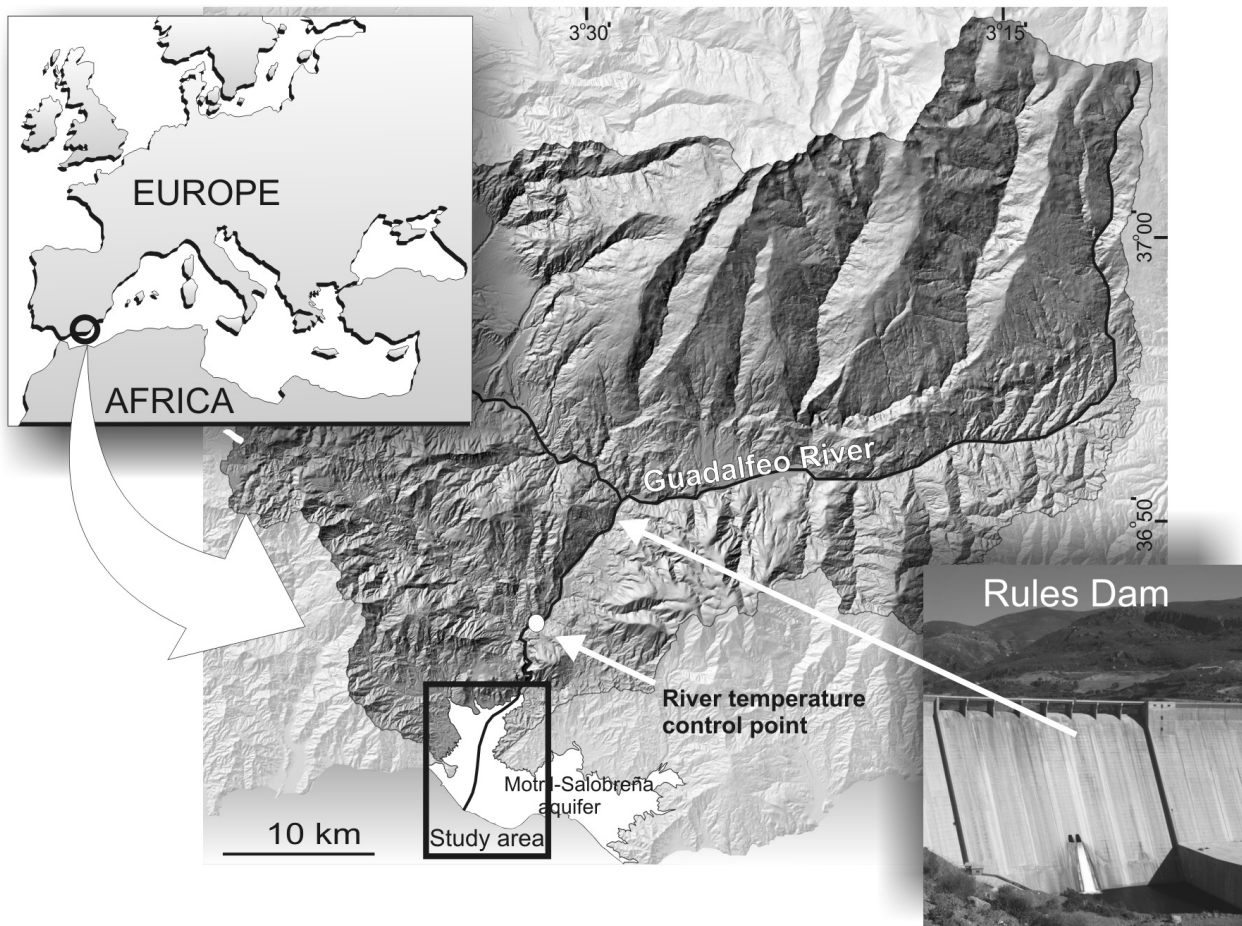 EUROPE
AFRICA
3°30'
3°15'
37°00'
36°50'
Guadalfeo River
Rules Dam
River temperature
control point
Motril-Salobreña
aquifer
Study area
10 km